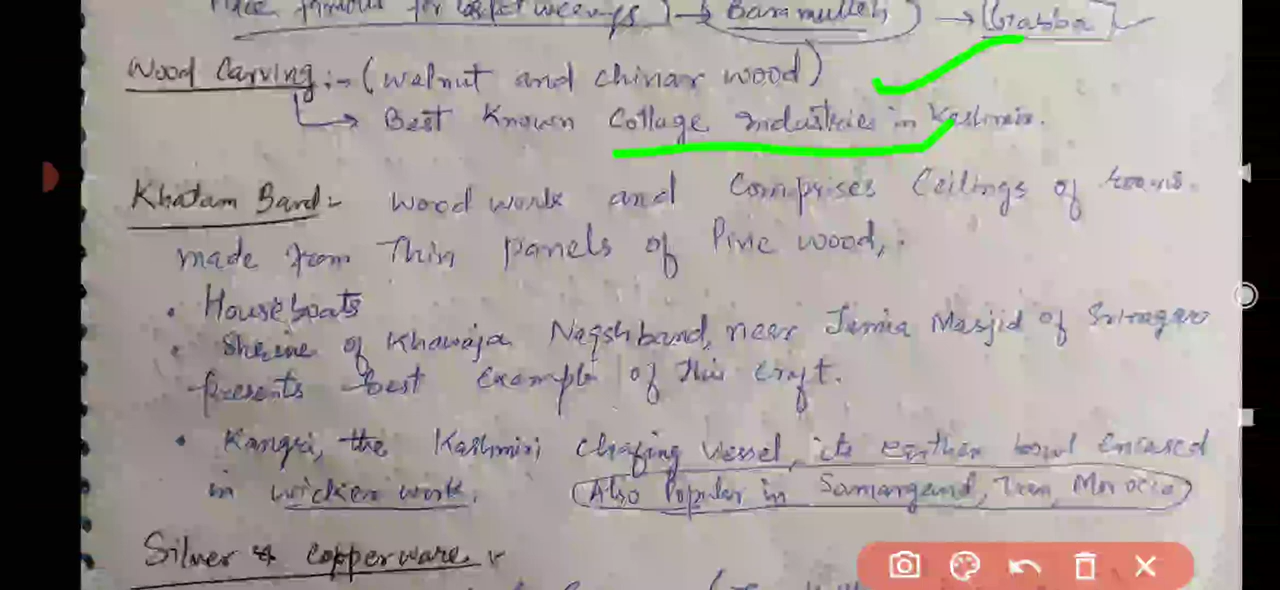 Place famous for carpet weavings → Baramullah → Gabba
Wood Carving :- (walnut and chinar wood)
→ Best Known Cottage Industries in Kashmir.
Khatam Band :- wood work and Comprises Ceilings of rooms.
made from Thin panels of Pine wood,
• Houseboats
• Shrine of Khawaja Naqshband, near Jamia Masjid of Srinagar
presents best example of this craft.
• Kangri, the Kashmiri chafing vessel, its earthen bowl encased
in wicker work. (Also Popular in Samarqand, Iran, Morocco)
Silver & copperware :-